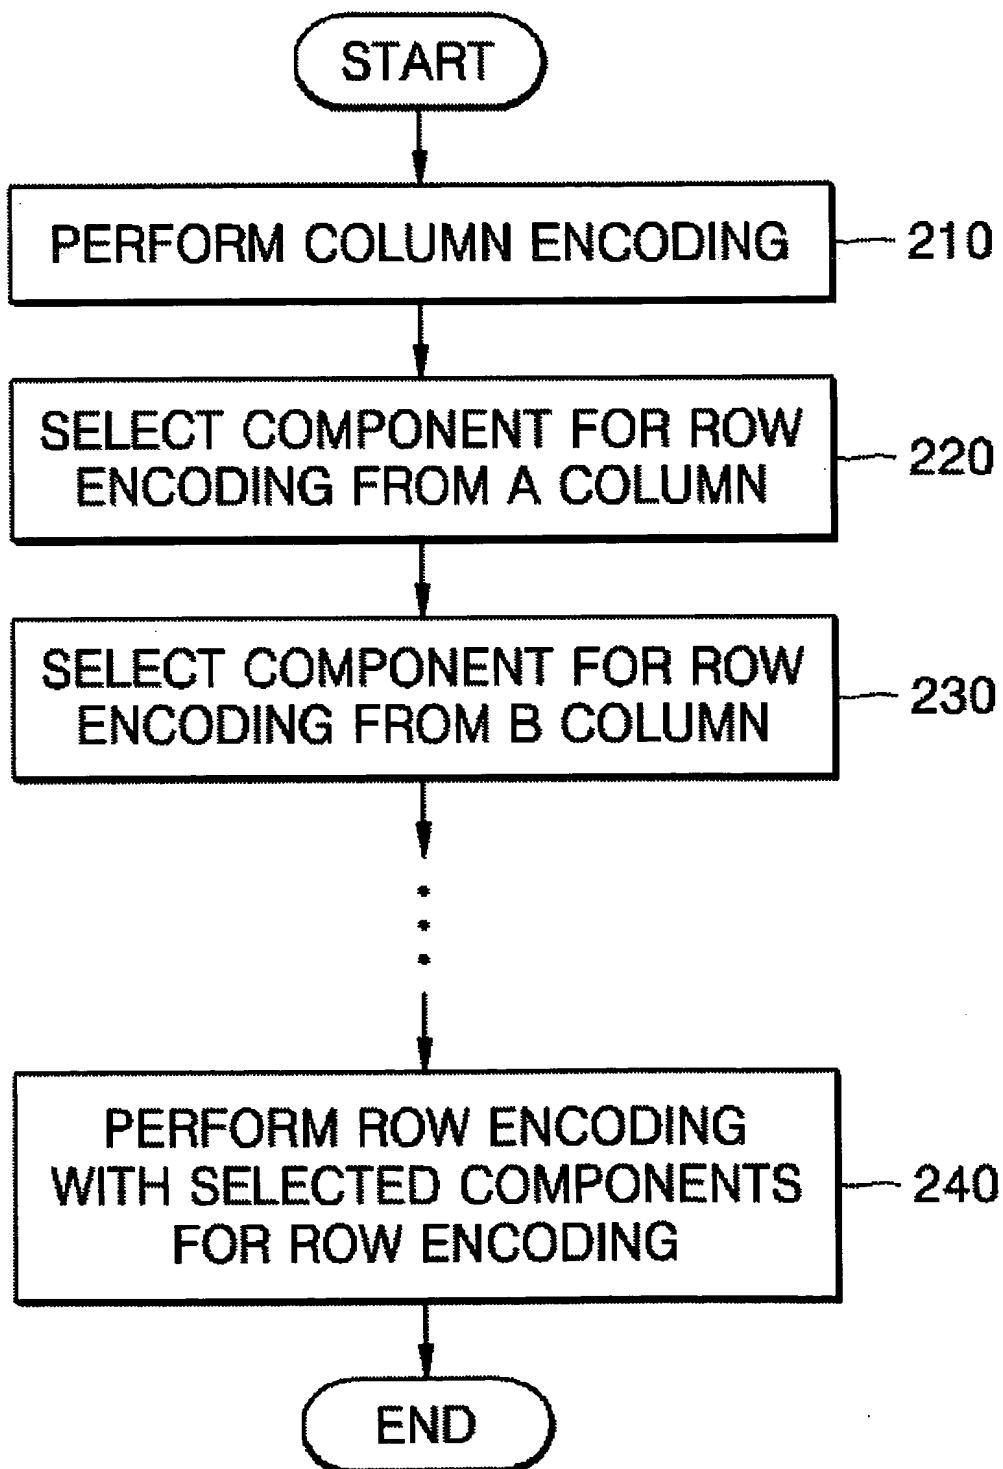 START
PERFORM COLUMN ENCODING
210
SELECT COMPONENT FOR ROW
ENCODING FROM A COLUMN
220
SELECT COMPONENT FOR ROW
ENCODING FROM B COLUMN
230
PERFORM ROW ENCODING
WITH SELECTED COMPONENTS
FOR ROW ENCODING
240
END